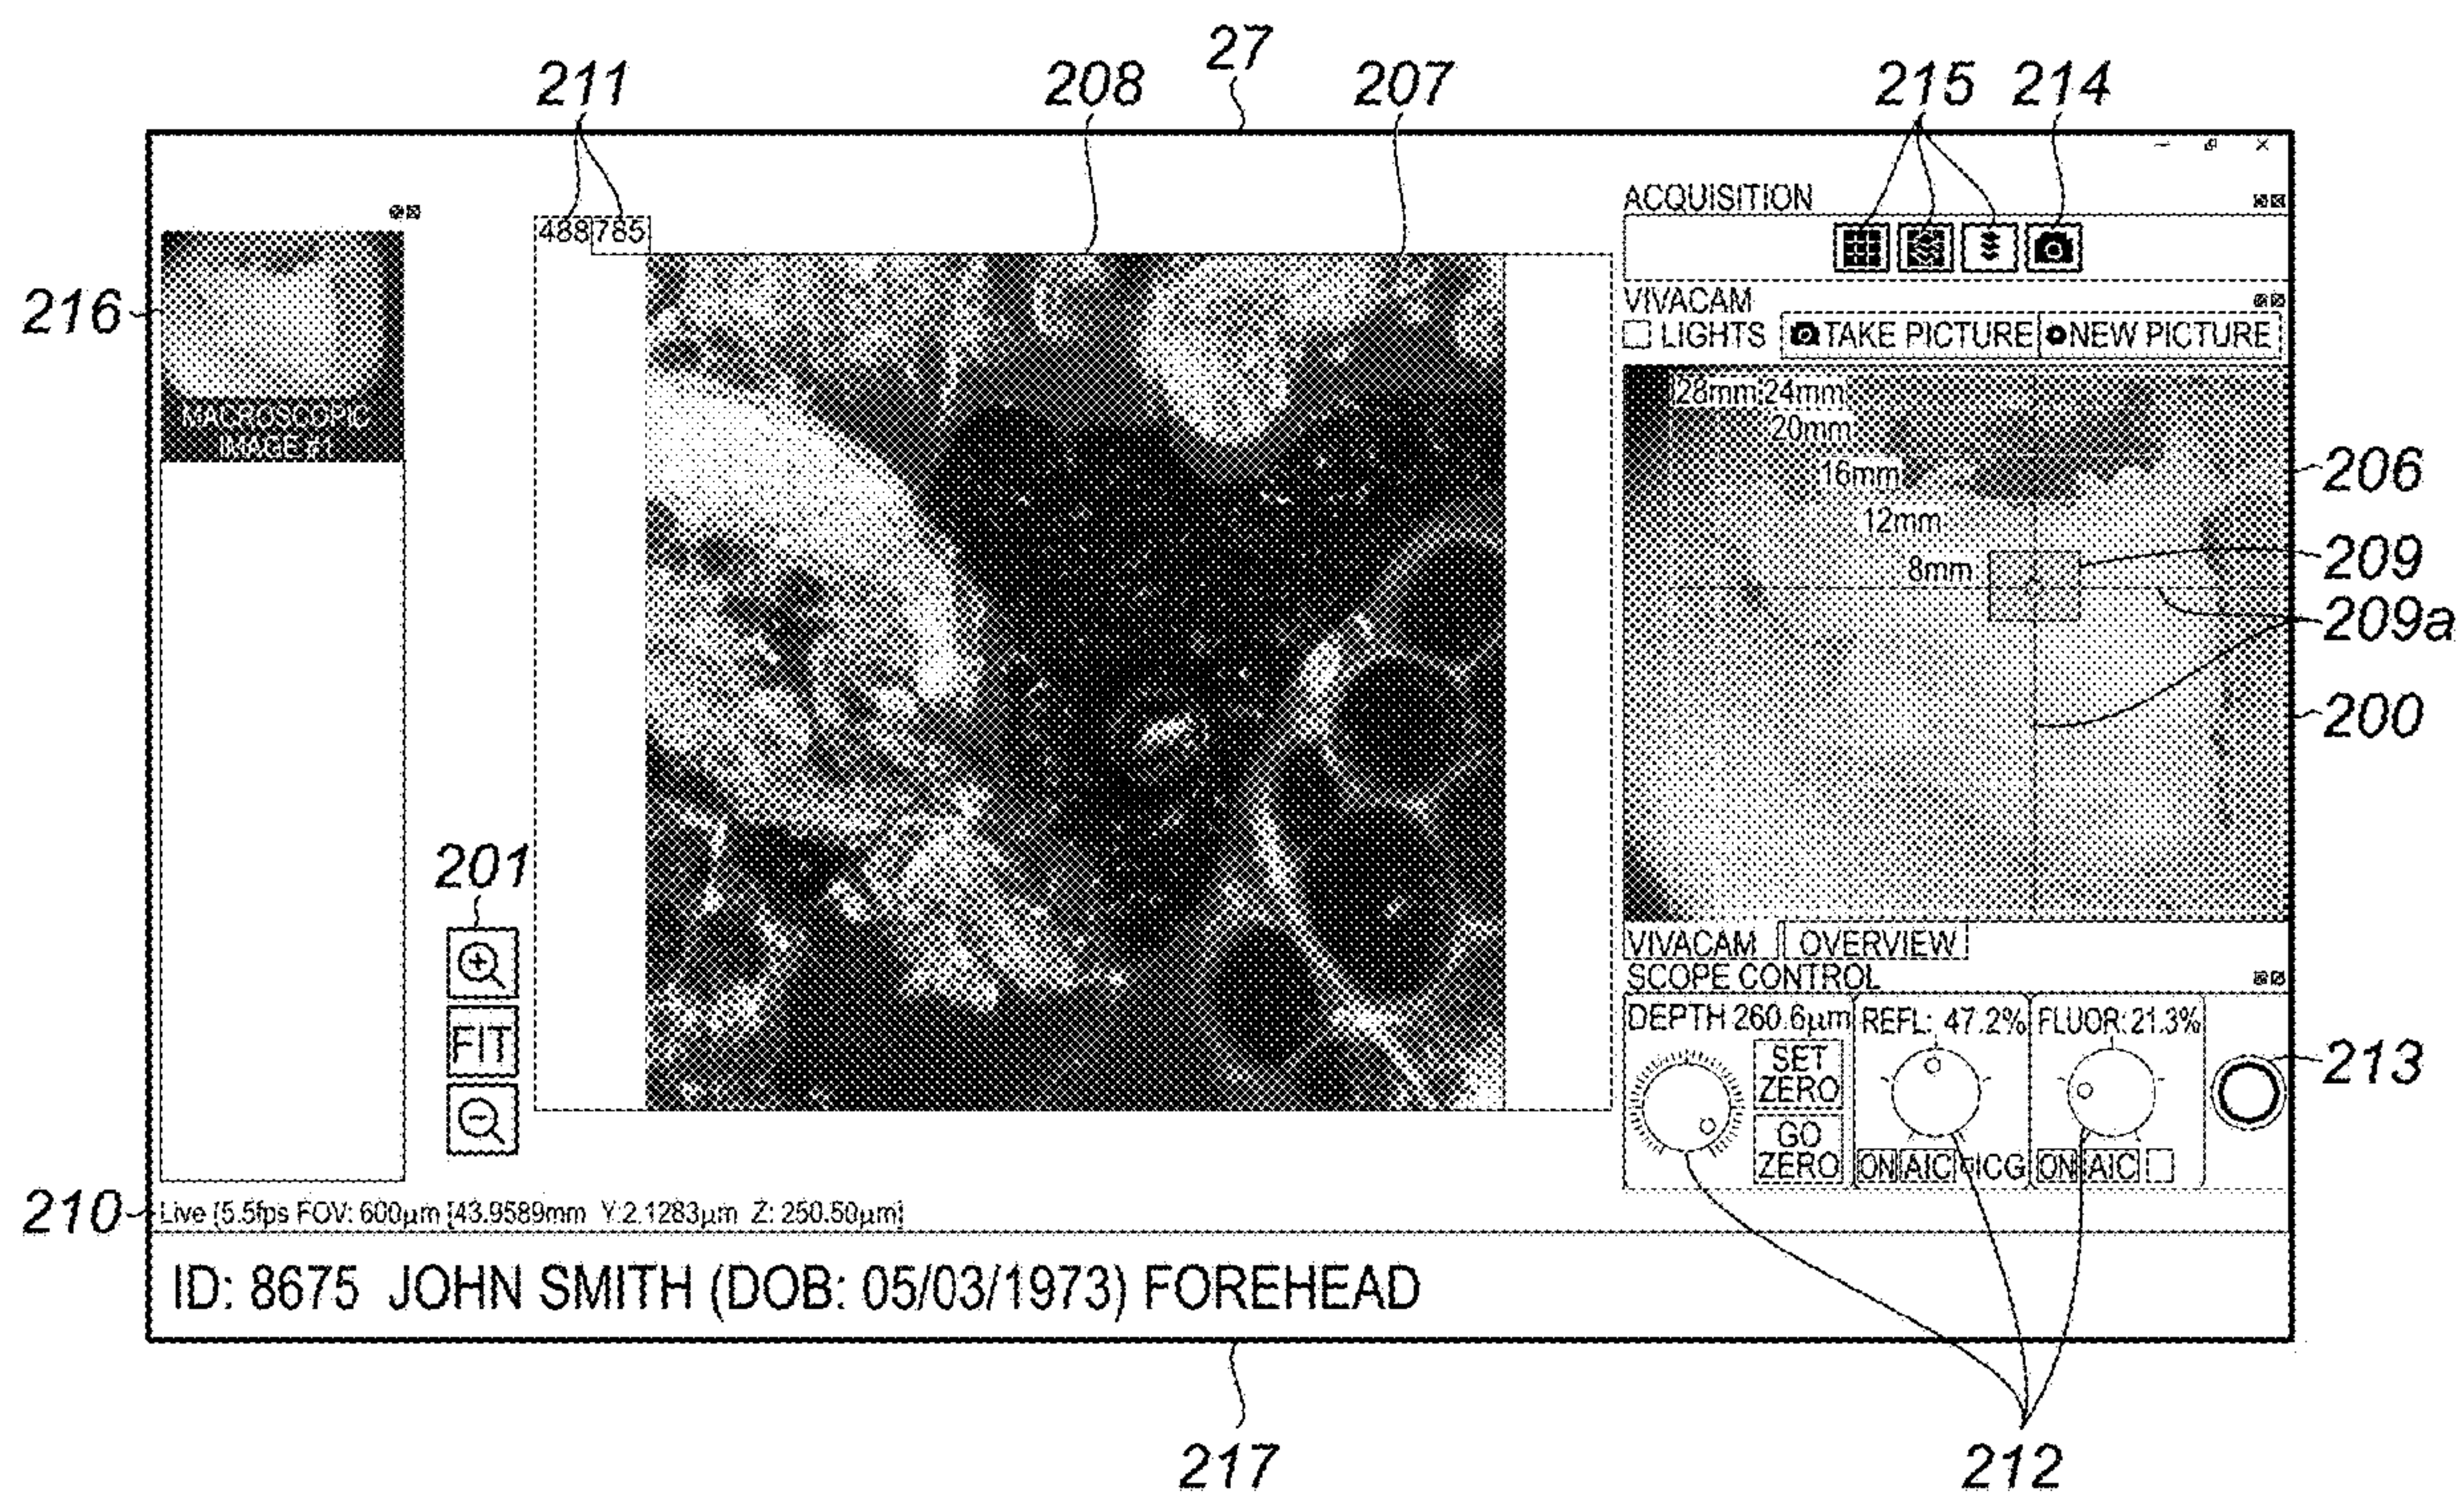 27
211 208 207 215 214
ACQUISITION
488 785
216
VIVACAM
LIGHTS TAKE PICTURE NEW PICTURE
MACROSCOPIC
IMAGE #1
28mm 24mm
20mm
16mm
12mm
8mm
206
209
209a
200
201
FIT
VIVACAM OVERVIEW
SCOPE CONTROL
DEPTH 260.6µm REFL: 47.2% FLUOR: 21.3%
SET
ZERO
GO
ZERO
ON AIC ICG ON AIC
213
210
Live [5.5fps FOV: 600µm [43.9589mm Y:2.1283µm Z: 250.50µm]
ID: 8675 JOHN SMITH (DOB: 05/03/1973) FOREHEAD
217
212